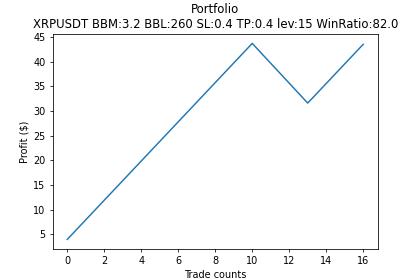 Portfolio
XRPUSDT BBM:3.2 BBL:260 SL:0.4 TP:0.4 lev:15 WinRatio:82.0
45
40
35
30
25
20
15
10
5
Profit ($)
0 2 4 6 8 10 12 14 16
Trade counts